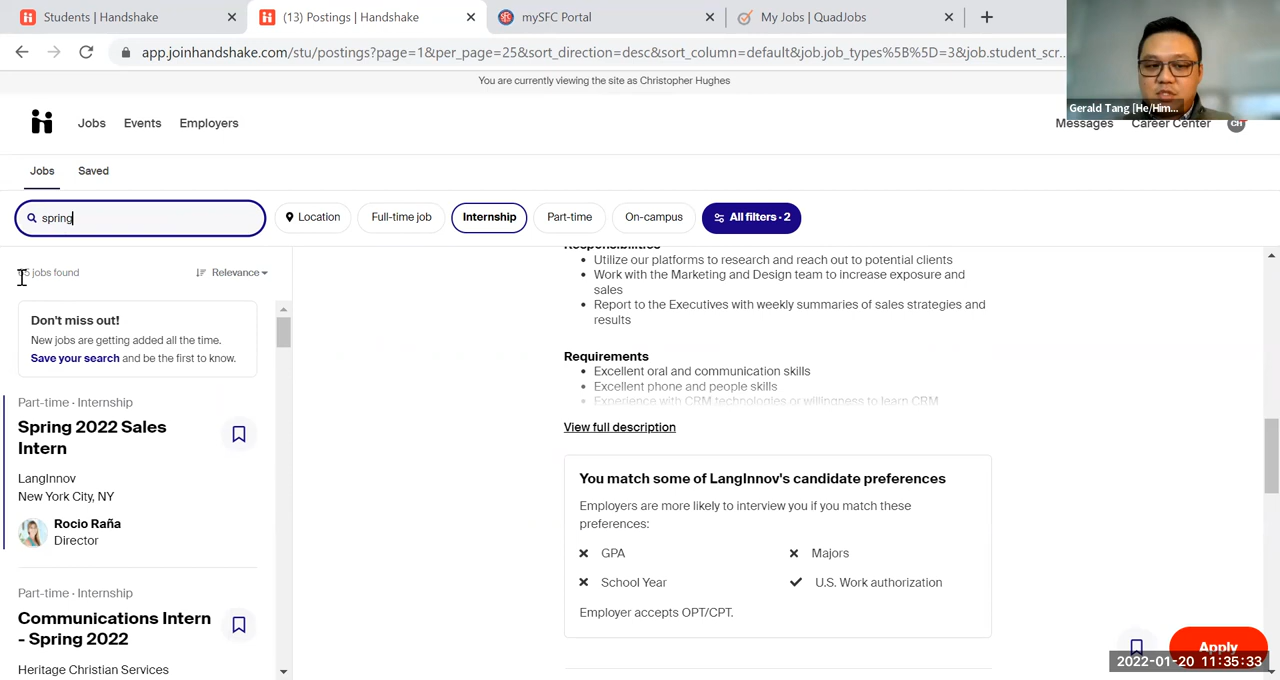 Students | Handshake
(13) Postings | Handshake
mySFC Portal
My Jobs | QuadJobs
app.joinhandshake.com/stu/postings?page=1&per_page=25&sort_direction=desc&sort_column=default&job.job_types%5B%5D=3&job.student_scr...
You are currently viewing the site as Christopher Hughes
Gerald Tang [He/Him...
Jobs
Events
Employers
Messages
Career Center
CH
Jobs
Saved
spring
Location
Full-time job
Internship
Part-time
On-campus
All filters · 2
jobs found
Relevance
Don't miss out!
New jobs are getting added all the time.
Save your search and be the first to know.
Part-time · Internship
Spring 2022 Sales
Intern
LangInnov
New York City, NY
Rocio Raña
Director
Part-time · Internship
Communications Intern
- Spring 2022
Heritage Christian Services
Responsibilities
• Utilize our platforms to research and reach out to potential clients
• Work with the Marketing and Design team to increase exposure and
sales
• Report to the Executives with weekly summaries of sales strategies and
results
Requirements
• Excellent oral and communication skills
• Excellent phone and people skills
• Experience with CRM technologies or willingness to learn CRM
View full description
You match some of LangInnov's candidate preferences
Employers are more likely to interview you if you match these
preferences:
GPA
Majors
School Year
U.S. Work authorization
Employer accepts OPT/CPT.
Apply
2022-01-20 11:35:33